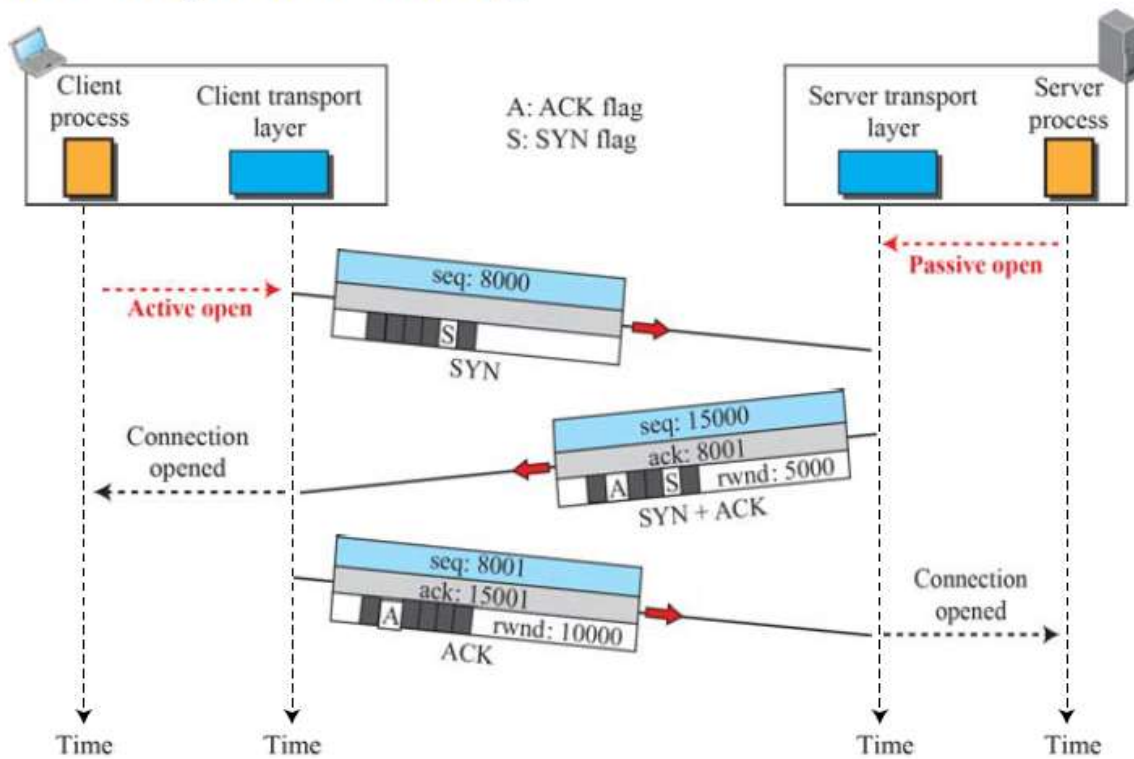 Client
process
Client transport
layer
A: ACK flag
S: SYN flag
Server transport
layer
Server
process
Passive open
Active open
seq: 8000
S
SYN
seq: 15000
ack: 8001
A S rwnd: 5000
SYN + ACK
Connection
opened
seq: 8001
ack: 15001
A rwnd: 10000
ACK
Connection
opened
Time
Time
Time
Time